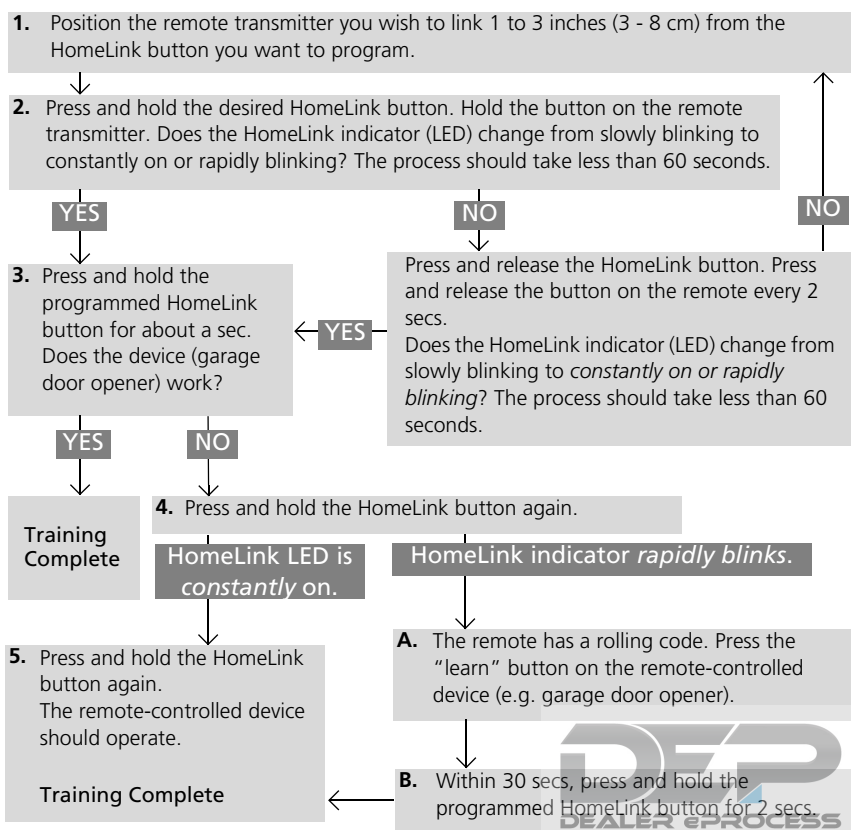 1. Position the remote transmitter you wish to link 1 to 3 inches (3 - 8 cm) from the
HomeLink button you want to program.
2. Press and hold the desired HomeLink button. Hold the button on the remote
transmitter. Does the HomeLink indicator (LED) change from slowly blinking to
constantly on or rapidly blinking? The process should take less than 60 seconds.
YES
NO
NO
3. Press and hold the
programmed HomeLink
button for about a sec.
Does the device (garage
door opener) work?
YES
Press and release the HomeLink button. Press
and release the button on the remote every 2
secs.
Does the HomeLink indicator (LED) change from
slowly blinking to constantly on or rapidly
blinking? The process should take less than 60
seconds.
YES
NO
Training
Complete
4. Press and hold the HomeLink button again.
HomeLink LED is
constantly on.
HomeLink indicator rapidly blinks.
5. Press and hold the HomeLink
button again.
The remote-controlled device
should operate.
Training Complete
A. The remote has a rolling code. Press the
“learn” button on the remote-controlled
device (e.g. garage door opener).
B. Within 30 secs, press and hold the
programmed HomeLink button for 2 secs.
DEP
DEALER ePROCESS